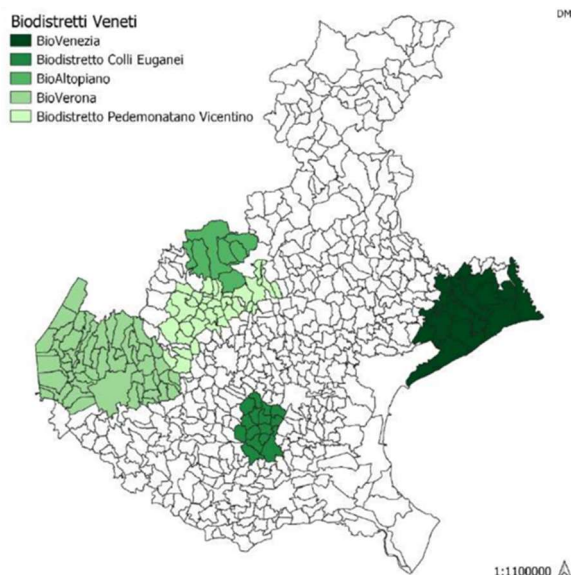 Biodistretti Veneti
BioVenezia
Biodistretto Colli Euganei
BioAltopiano
BioVerona
Biodistretto Pedemonatano Vicentino
DM
1:1100000